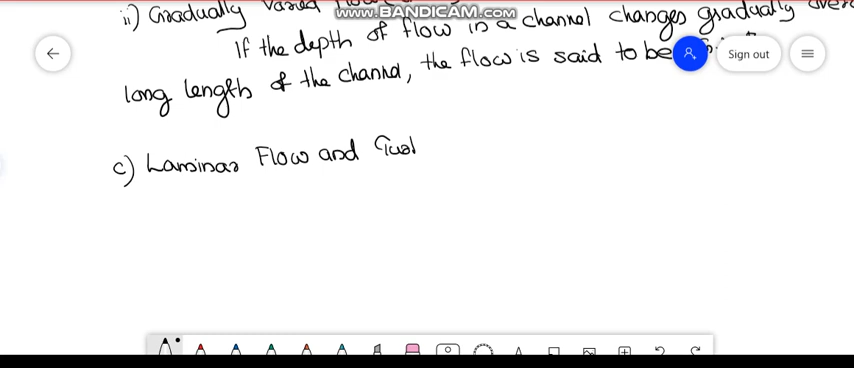 www.BANDICAM.com
ii) Gradually Varied
If the depth of flow in a channel changes gradually over
long length of the channel, the flow is said to be
Sign out
c) Laminar Flow and